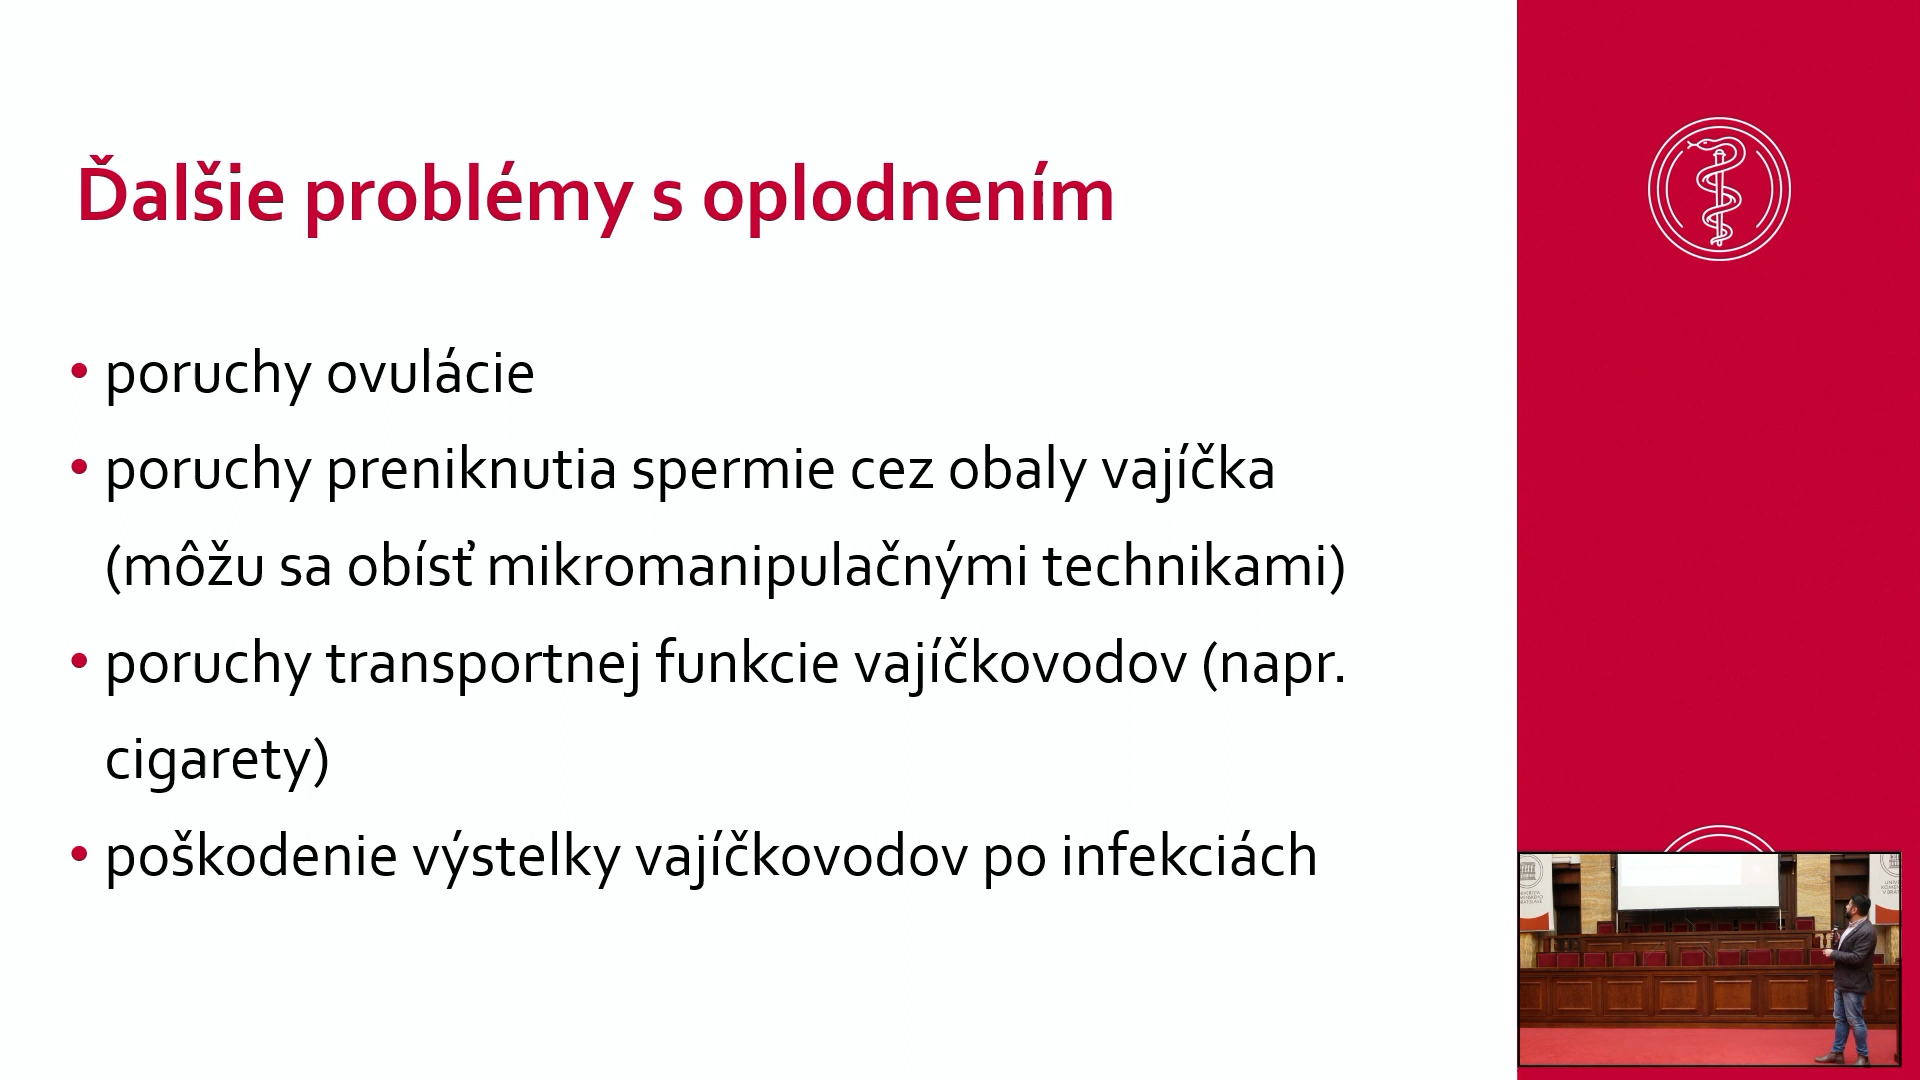 Ďalšie problémy s oplodnením
• poruchy ovulácie
• poruchy preniknutia spermie cez obaly vajíčka
(môžu sa obísť mikromanipulačnými technikami)
• poruchy transportnej funkcie vajíčkovodov (napr.
cigarety)
• poškodenie výstelky vajíčkovodov po infekciách